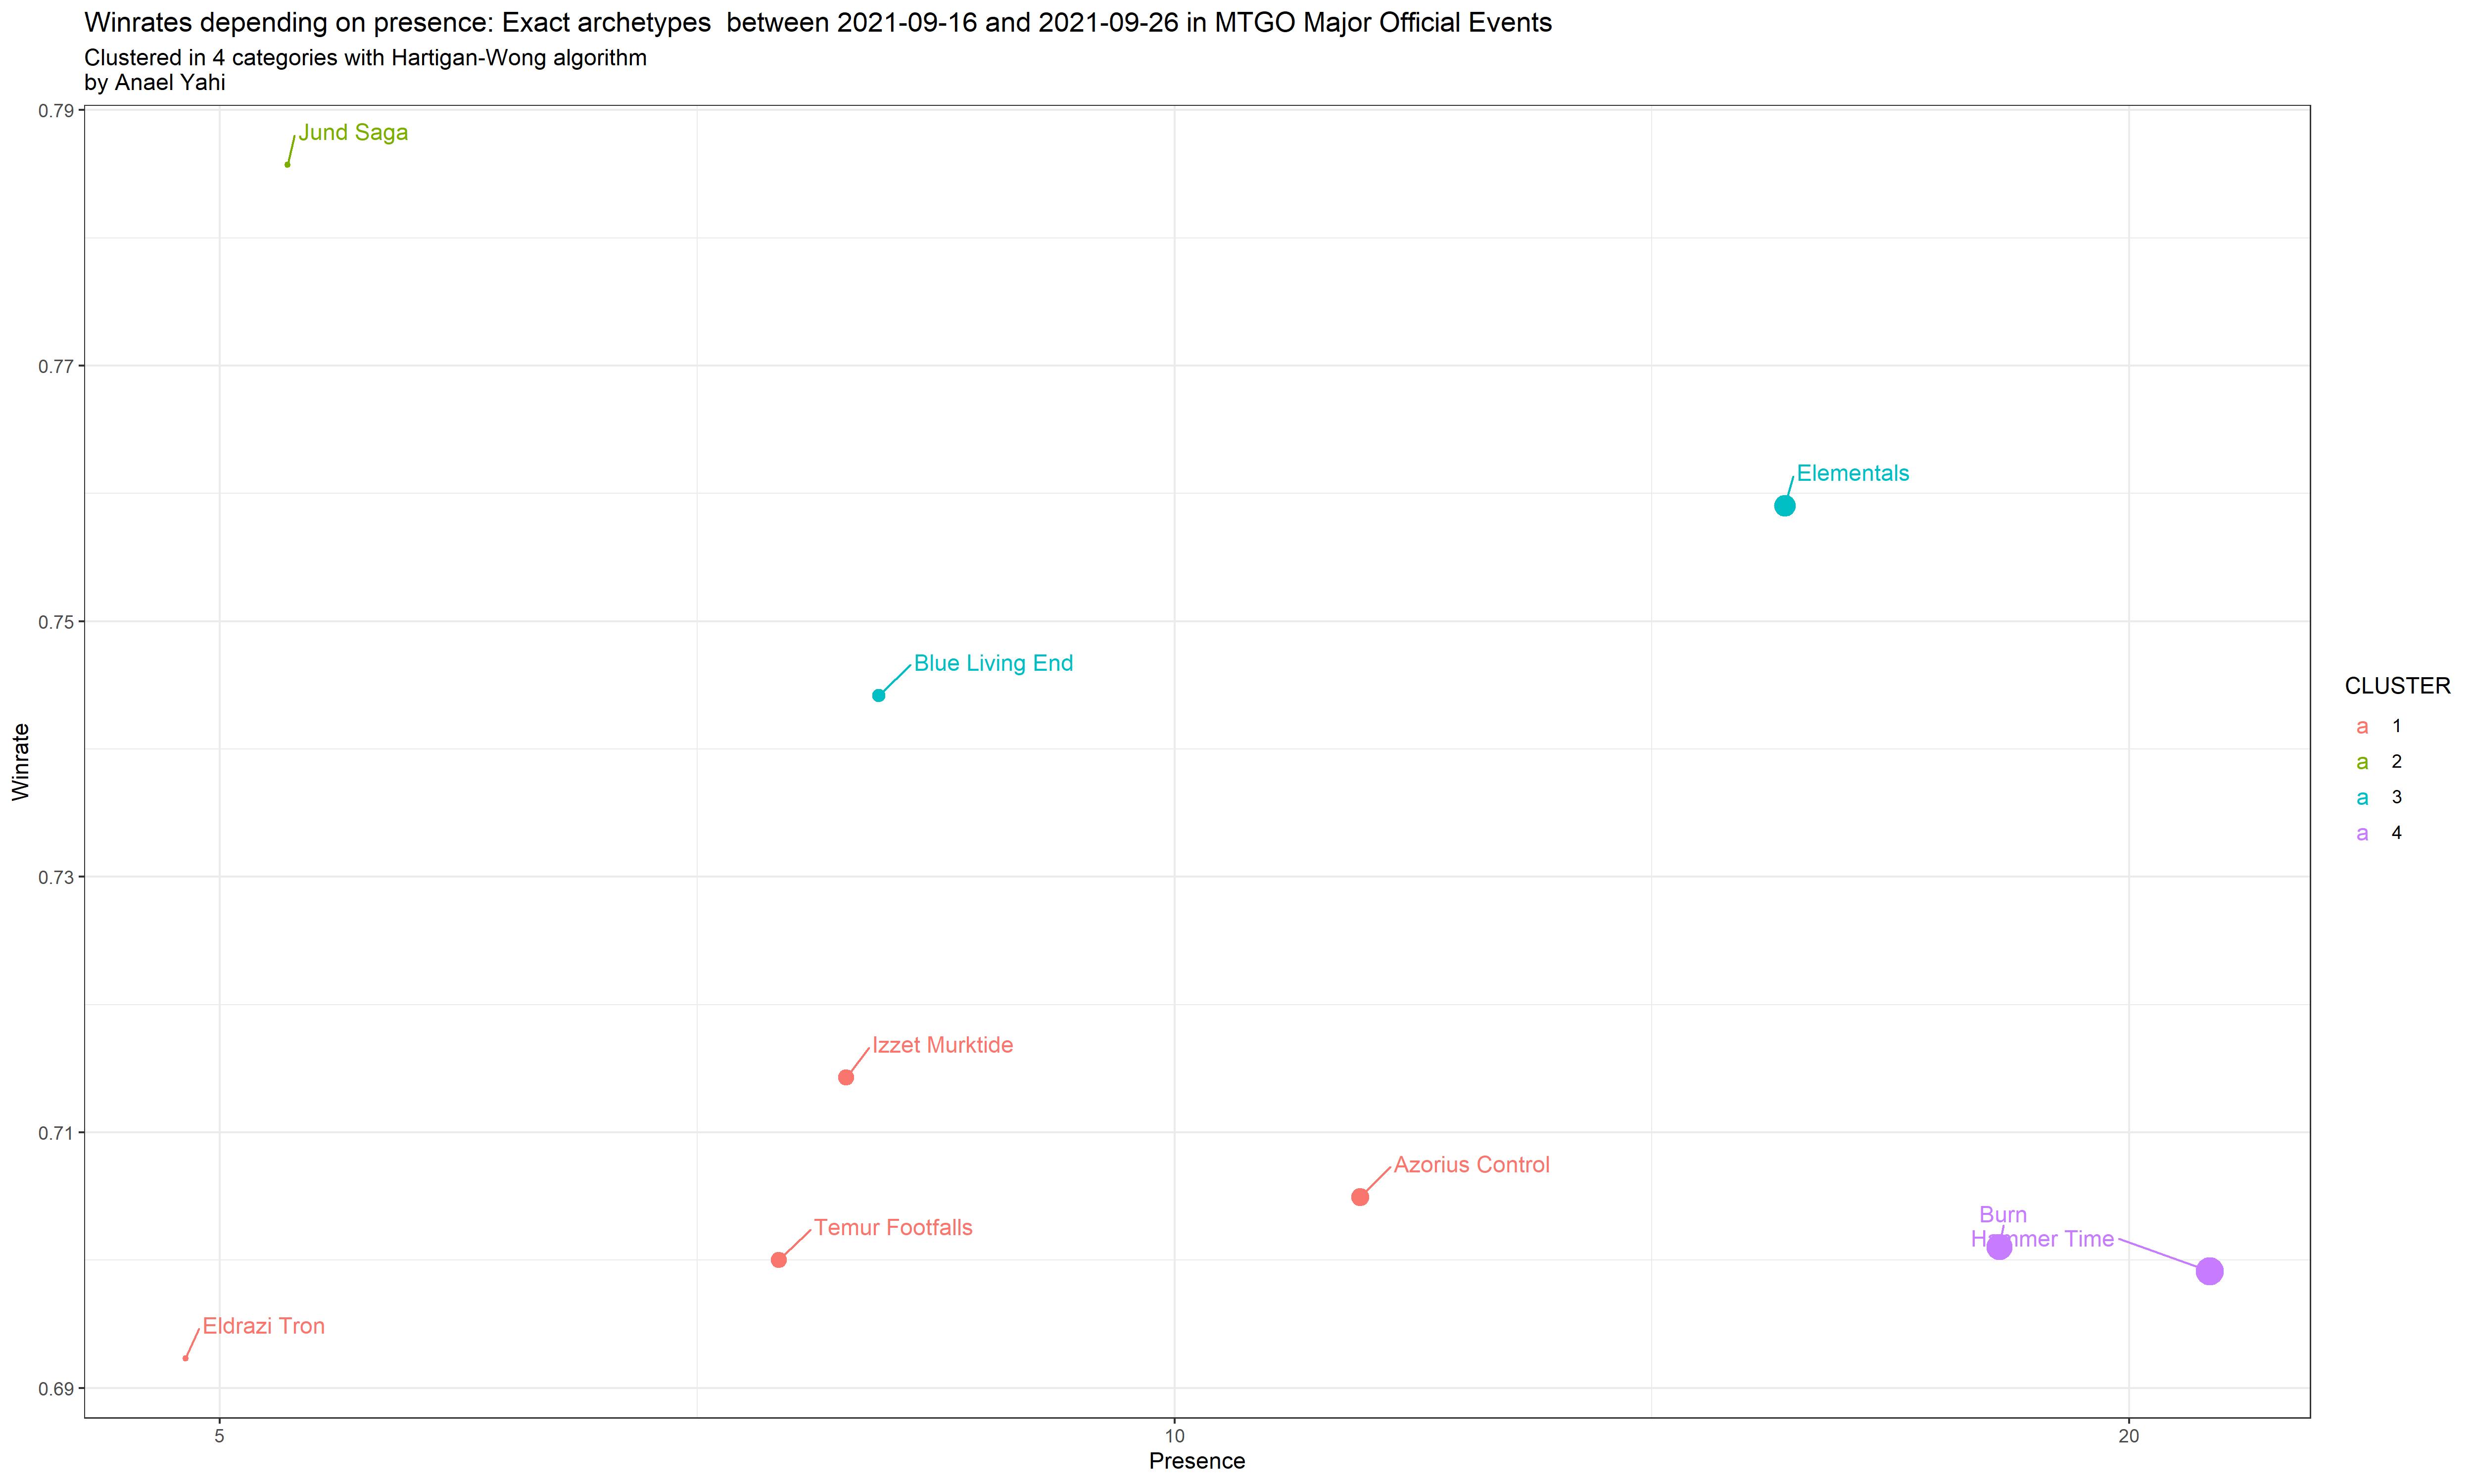 Winrates depending on presence: Exact archetypes  between 2021-09-16 and 2021-09-26 in MTGO Major Official Events
Clustered in 4 categories with Hartigan-Wong algorithm
by Anael Yahi
0.79
0.77
0.75
0.73
0.71
0.69
Winrate
Jund Saga
Elementals
Blue Living End
Izzet Murktide
Azorius Control
Temur Footfalls
Burn
Hammer Time
Eldrazi Tron
5
10
20
Presence
CLUSTER
a 1
a 2
a 3
a 4